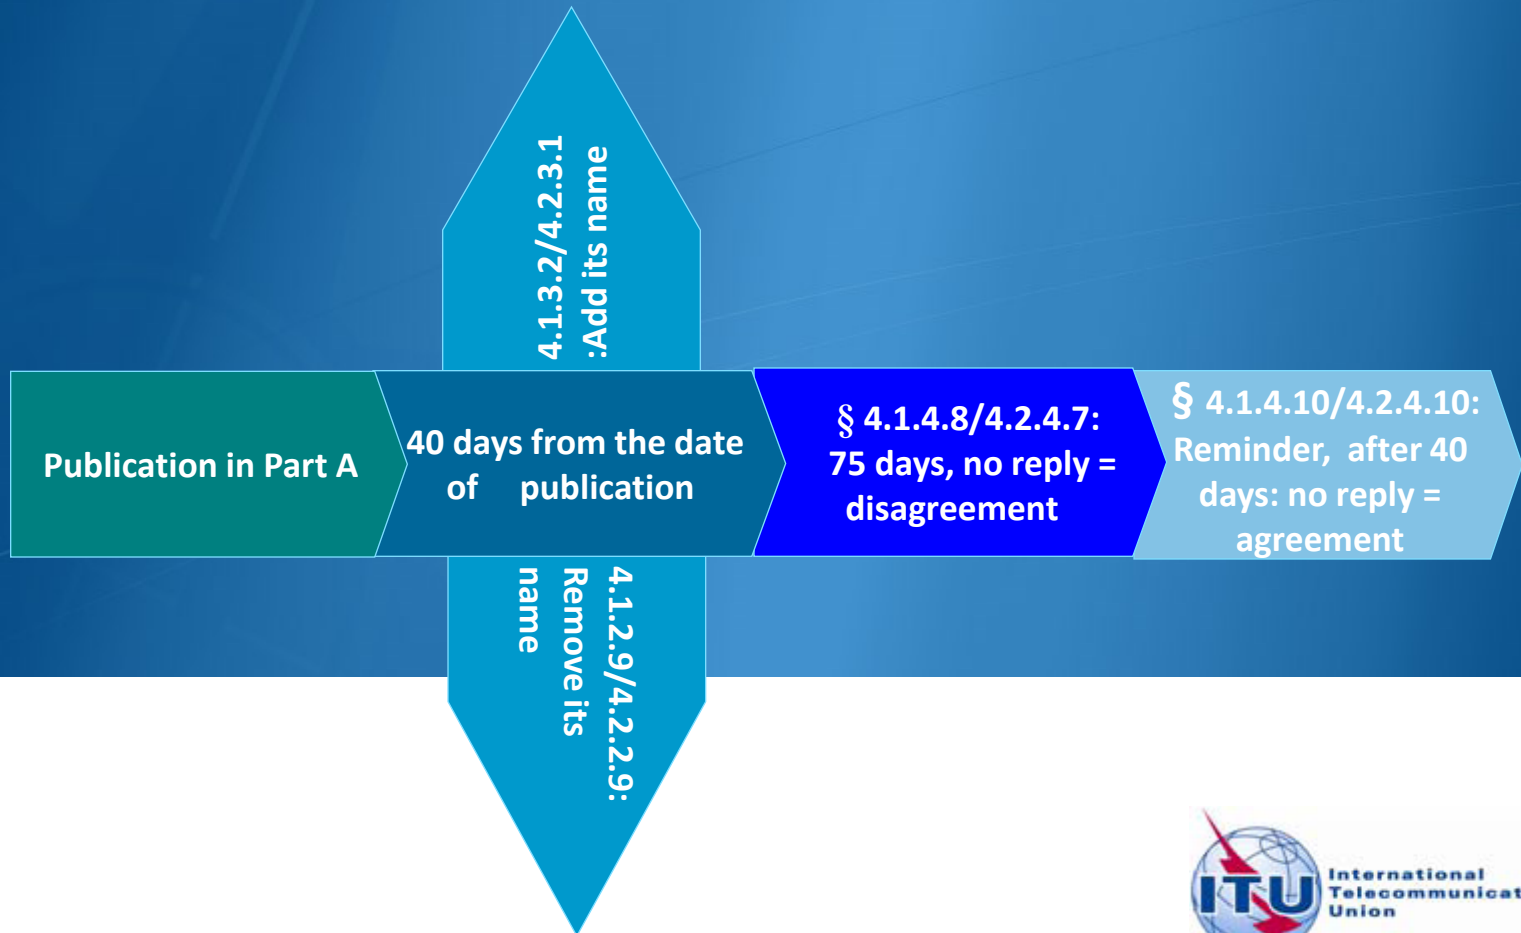 4.1.3.2/4.2.3.1
:Add its name
Publication in Part A
40 days from the date
of publication
§ 4.1.4.8/4.2.4.7:
75 days, no reply =
disagreement
§ 4.1.4.10/4.2.4.10:
Reminder, after 40
days: no reply =
agreement
4.1.2.9/4.2.2.9:
Remove its
name
ITU
International
Telecommunicat
Union